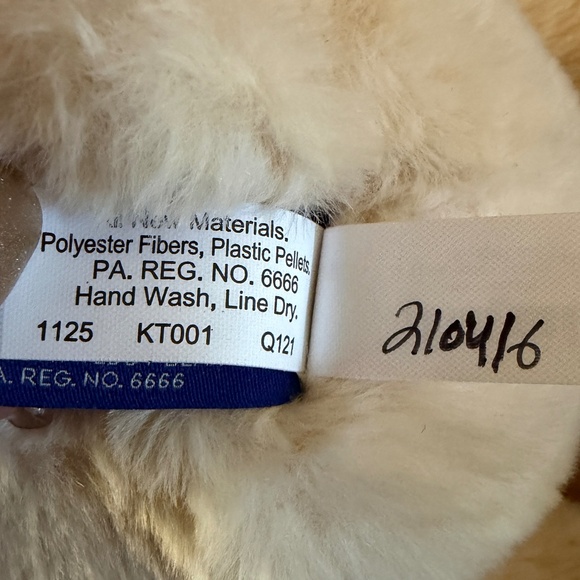 New Materials.
Polyester Fibers, Plastic Pellets.
PA. REG. NO. 6666
Hand Wash, Line Dry.
1125 KT001 Q121
A. REG. NO. 6666
210416